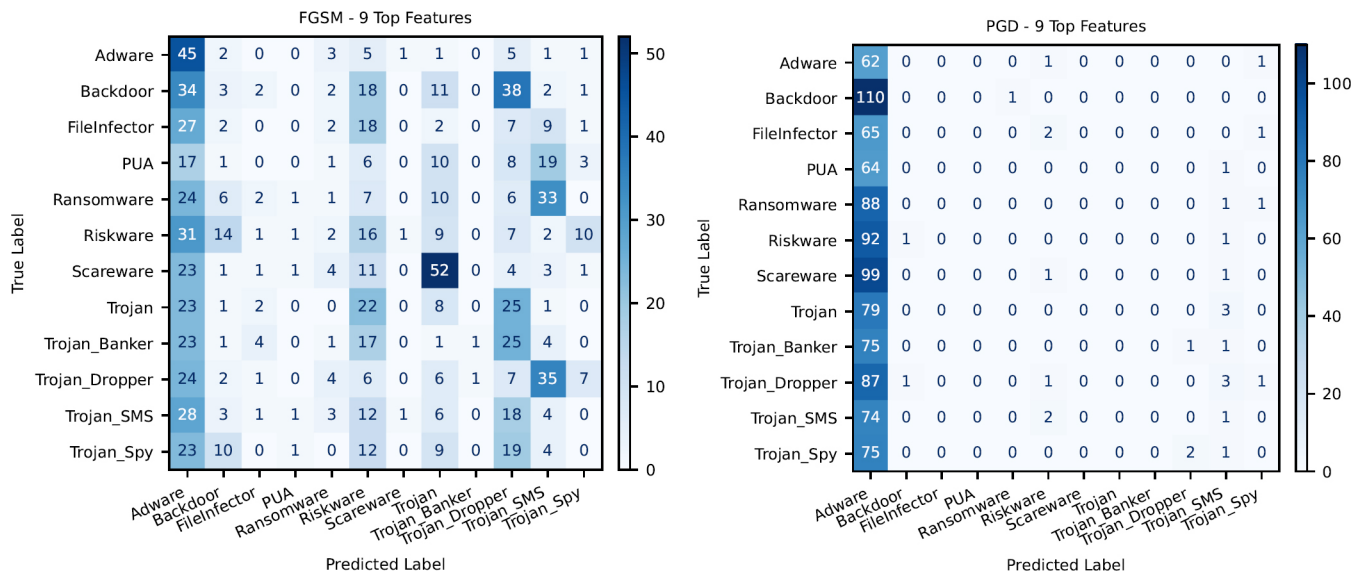 FGSM - 9 Top Features
True Label
Adware 45 2 0 0 3 5 1 1 0 5 1 1
Backdoor 34 3 2 0 2 18 0 11 0 38 2 1
FileInfector 27 2 0 0 2 18 0 2 0 7 9 1
PUA 17 1 0 0 1 6 0 10 0 8 19 3
Ransomware 24 6 2 1 1 7 0 10 0 6 33 0
Riskware 31 14 1 1 2 16 1 9 0 7 2 10
Scareware 23 1 1 1 4 11 0 52 0 4 3 1
Trojan 23 1 2 0 0 22 0 8 0 25 1 0
Trojan_Banker 23 1 4 0 0 17 0 1 1 25 4 0
Trojan_Dropper 24 2 1 0 4 6 0 6 1 7 35 7
Trojan_SMS 28 3 1 1 3 12 1 6 0 18 4 0
Trojan_Spy 23 10 0 1 0 12 0 9 0 19 4 0
Adware Backdoor FileInfector PUA Ransomware Riskware Scareware Trojan Trojan_Banker Trojan_Dropper Trojan_SMS Trojan_Spy
Predicted Label
50
40
30
20
10
0
PGD - 9 Top Features
True Label
Adware 62 0 0 0 0 1 0 0 0 0 0 1
Backdoor 110 0 0 0 1 0 0 0 0 0 0 0
FileInfector 65 0 0 0 0 2 0 0 0 0 0 1
PUA 64 0 0 0 0 0 0 0 0 0 1 0
Ransomware 88 0 0 0 0 0 0 0 0 0 1 1
Riskware 92 1 0 0 0 0 0 0 0 0 1 0
Scareware 99 0 0 0 0 1 0 0 0 0 1 0
Trojan 79 0 0 0 0 0 0 0 0 0 3 0
Trojan_Banker 75 0 0 0 0 0 0 0 0 1 1 0
Trojan_Dropper 87 1 0 0 0 1 0 0 0 0 3 1
Trojan_SMS 74 0 0 0 0 2 0 0 0 0 1 0
Trojan_Spy 75 0 0 0 0 0 0 0 0 2 1 0
Adware Backdoor FileInfector PUA Ransomware Riskware Scareware Trojan Trojan_Banker Trojan_Dropper Trojan_SMS Trojan_Spy
Predicted Label
100
80
60
40
20
0